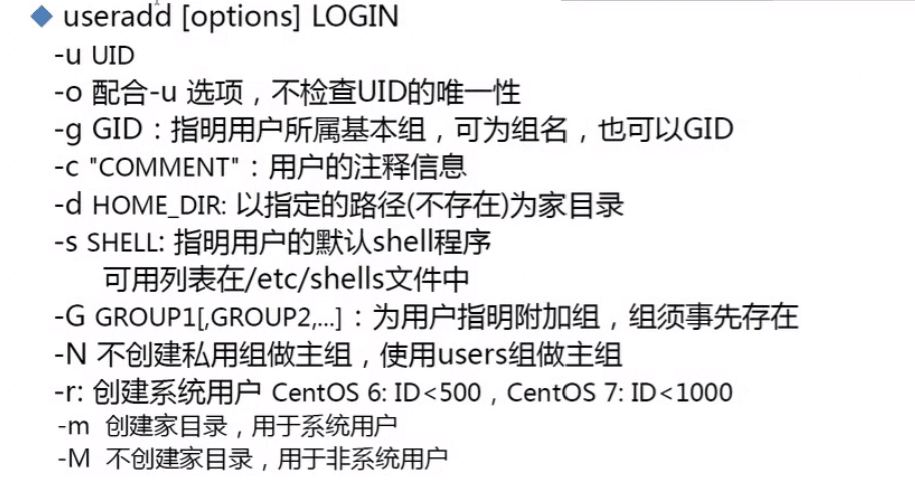 useradd [options] LOGIN
-u UID
-o 配合-u 选项，不检查UID的唯一性
-g GID：指明用户所属基本组，可为组名，也可以GID
-c "COMMENT"：用户的注释信息
-d HOME_DIR: 以指定的路径(不存在)为家目录
-s SHELL: 指明用户的默认shell程序
可用列表在/etc/shells文件中
-G GROUP1[,GROUP2,...]：为用户指明附加组，组须事先存在
-N 不创建私用组做主组，使用users组做主组
-r: 创建系统用户 CentOS 6: ID<500，CentOS 7: ID<1000
-m 创建家目录，用于系统用户
-M 不创建家目录，用于非系统用户